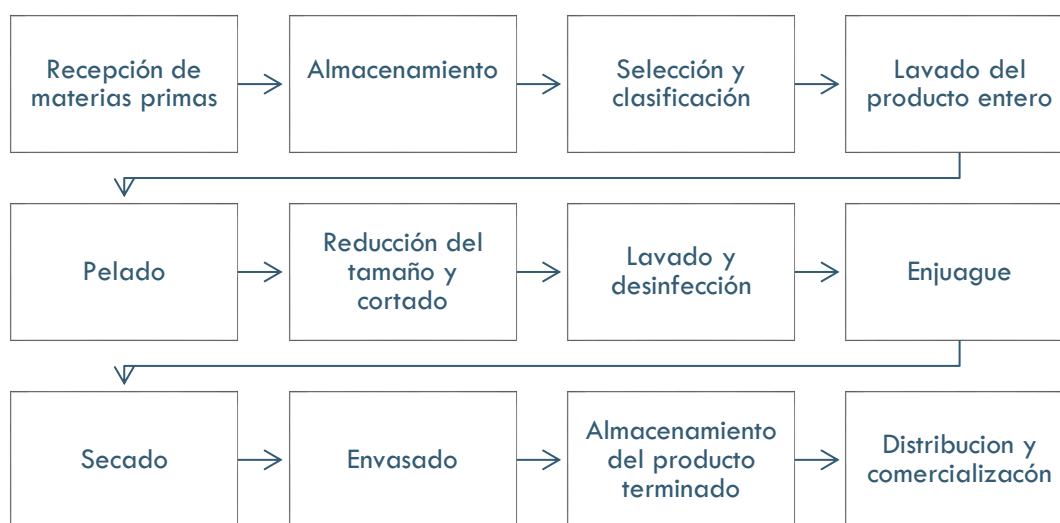 Recepción de
materias primas
Almacenamiento
Selección y
clasificación
Lavado del
producto entero
Pelado
Reducción del
tamaño y
cortado
Lavado y
desinfección
Enjuague
Secado
Envasado
Almacenamiento
del producto
terminado
Distribucion y
comercializacón